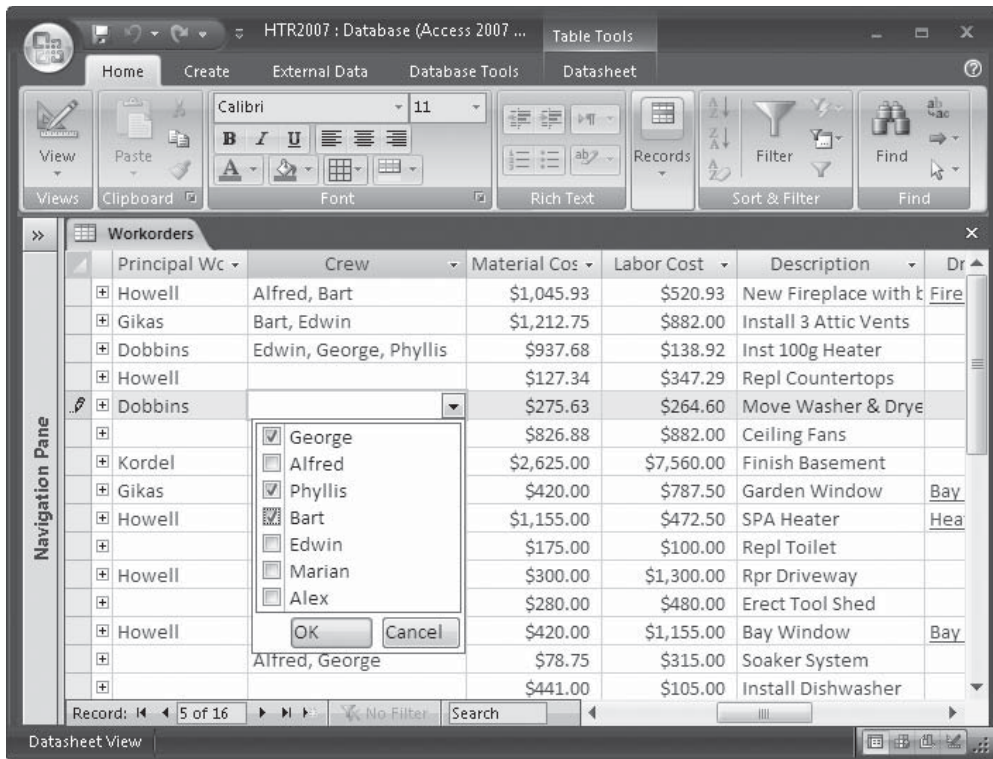 HTR2007 : Database (Access 2007 ...
Table Tools
Home Create External Data Database Tools Datasheet
Calibri 11
B I U
A
View Paste Records Filter Find
Views Clipboard Font Rich Text Sort & Filter Find
Workorders
Principal Wc Crew Material Cos Labor Cost Description Dr
Howell Alfred, Bart $1,045.93 $520.93 New Fireplace with b Fire
Gikas Bart, Edwin $1,212.75 $882.00 Install 3 Attic Vents
Dobbins Edwin, George, Phyllis $937.68 $138.92 Inst 100g Heater
Howell $127.34 $347.29 Repl Countertops
Dobbins $275.63 $264.60 Move Washer & Drye
George $826.88 $882.00 Ceiling Fans
Kordel Alfred $2,625.00 $7,560.00 Finish Basement
Gikas Phyllis $420.00 $787.50 Garden Window Bay
Howell Bart $1,155.00 $472.50 SPA Heater Hea
Edwin $175.00 $100.00 Repl Toilet
Howell Marian $300.00 $1,300.00 Rpr Driveway
Alex $280.00 $480.00 Erect Tool Shed
Howell OK Cancel $420.00 $1,155.00 Bay Window Bay
Alfred, George $78.75 $315.00 Soaker System
$441.00 $105.00 Install Dishwasher
Navigation Pane
Record: 5 of 16 No Filter Search
Datasheet View